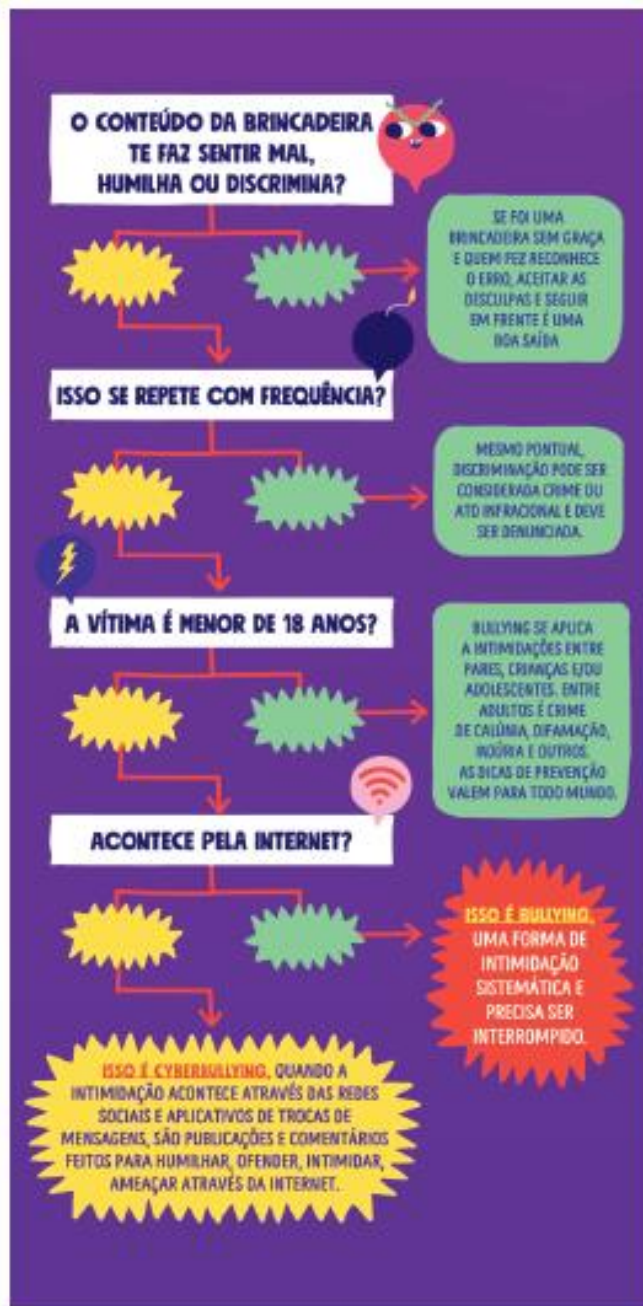 O CONTEÚDO DA BRINCADEIRA
TE FAZ SENTIR MAL,
HUMILHA OU DISCRIMINA?
SE FOI UMA
BRINCADEIRA SEM GRAÇA
E QUEM FEZ RECONHECE
O ERRO, ACEITAR AS
DESCULPAS E SEGUIR
EM FRENTE É UMA
BOA SAÍDA
ISSO SE REPETE COM FREQUÊNCIA?
MESMO PONTUAL,
DISCRIMINAÇÃO PODE SER
CONSIDERADA CRIME OU
ATO INFRACIONAL E DEVE
SER DENUNCIADA.
A VÍTIMA É MENOR DE 18 ANOS?
BULLYING SE APLICA
A INTIMIDAÇÕES ENTRE
PARES, CRIANÇAS E/OU
ADOLESCENTES. ENTRE
ADULTOS É CRIME
DE CALÚNIA, DIFAMAÇÃO,
INJÚRIA E OUTROS.
AS DICAS DE PREVENÇÃO
VALEM PARA TODO MUNDO.
ACONTECE PELA INTERNET?
ISSO É BULLYING,
UMA FORMA DE
INTIMIDAÇÃO
SISTEMÁTICA E
PRECISA SER
INTERROMPIDO.
ISSO É CYBERBULLYING, QUANDO A
INTIMIDAÇÃO ACONTECE ATRAVÉS DAS REDES
SOCIAIS E APLICATIVOS DE TROCAS DE
MENSAGENS, SÃO PUBLICAÇÕES E COMENTÁRIOS
FEITOS PARA HUMILHAR, OFENDER, INTIMIDAR,
AMEAÇAR ATRAVÉS DA INTERNET.